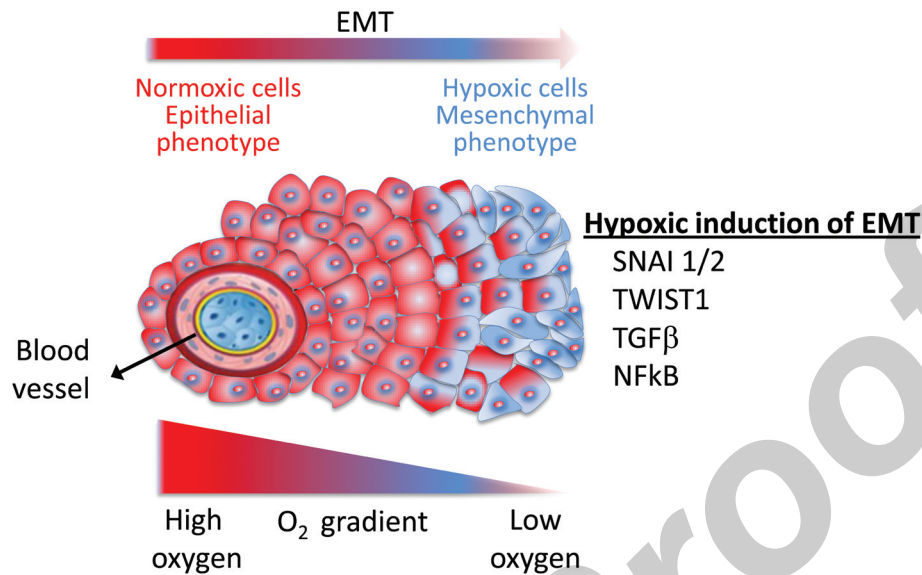 EMT
Normoxic cells
Epithelial
phenotype
Hypoxic cells
Mesenchymal
phenotype
Hypoxic induction of EMT
SNAI 1/2
TWIST1
TGFβ
NFkB
Blood
vessel
High
oxygen
O₂ gradient
Low
oxygen
roof